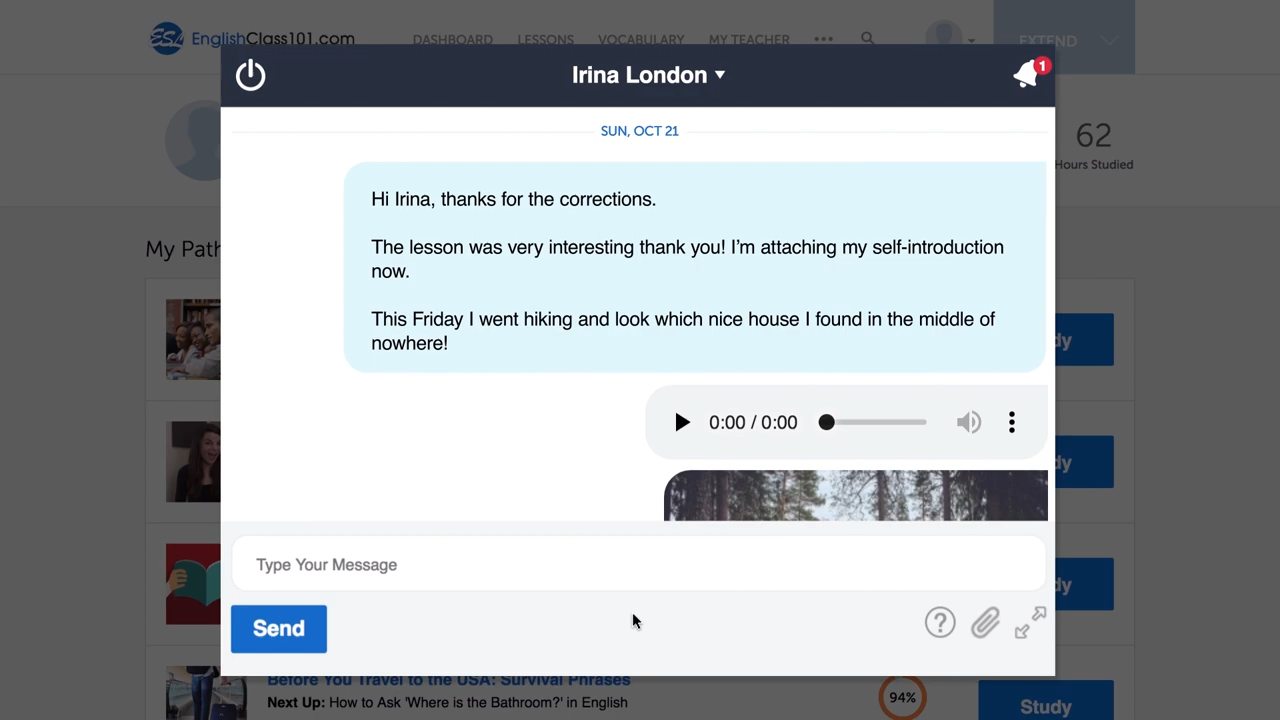 EnglishClass101.com
DASHBOARD LESSONS VOCABULARY MY TEACHER
EXTEND
Irina London
1
SUN, OCT 21
62
Hours Studied
Hi Irina, thanks for the corrections.
The lesson was very interesting thank you! I’m attaching my self-introduction
now.
My Path
This Friday I went hiking and look which nice house I found in the middle of
nowhere!
0:00 / 0:00
Type Your Message
Send
Before You Travel to the USA: Survival Phrases
Next Up: How to Ask 'Where is the Bathroom?' in English
94%
Study